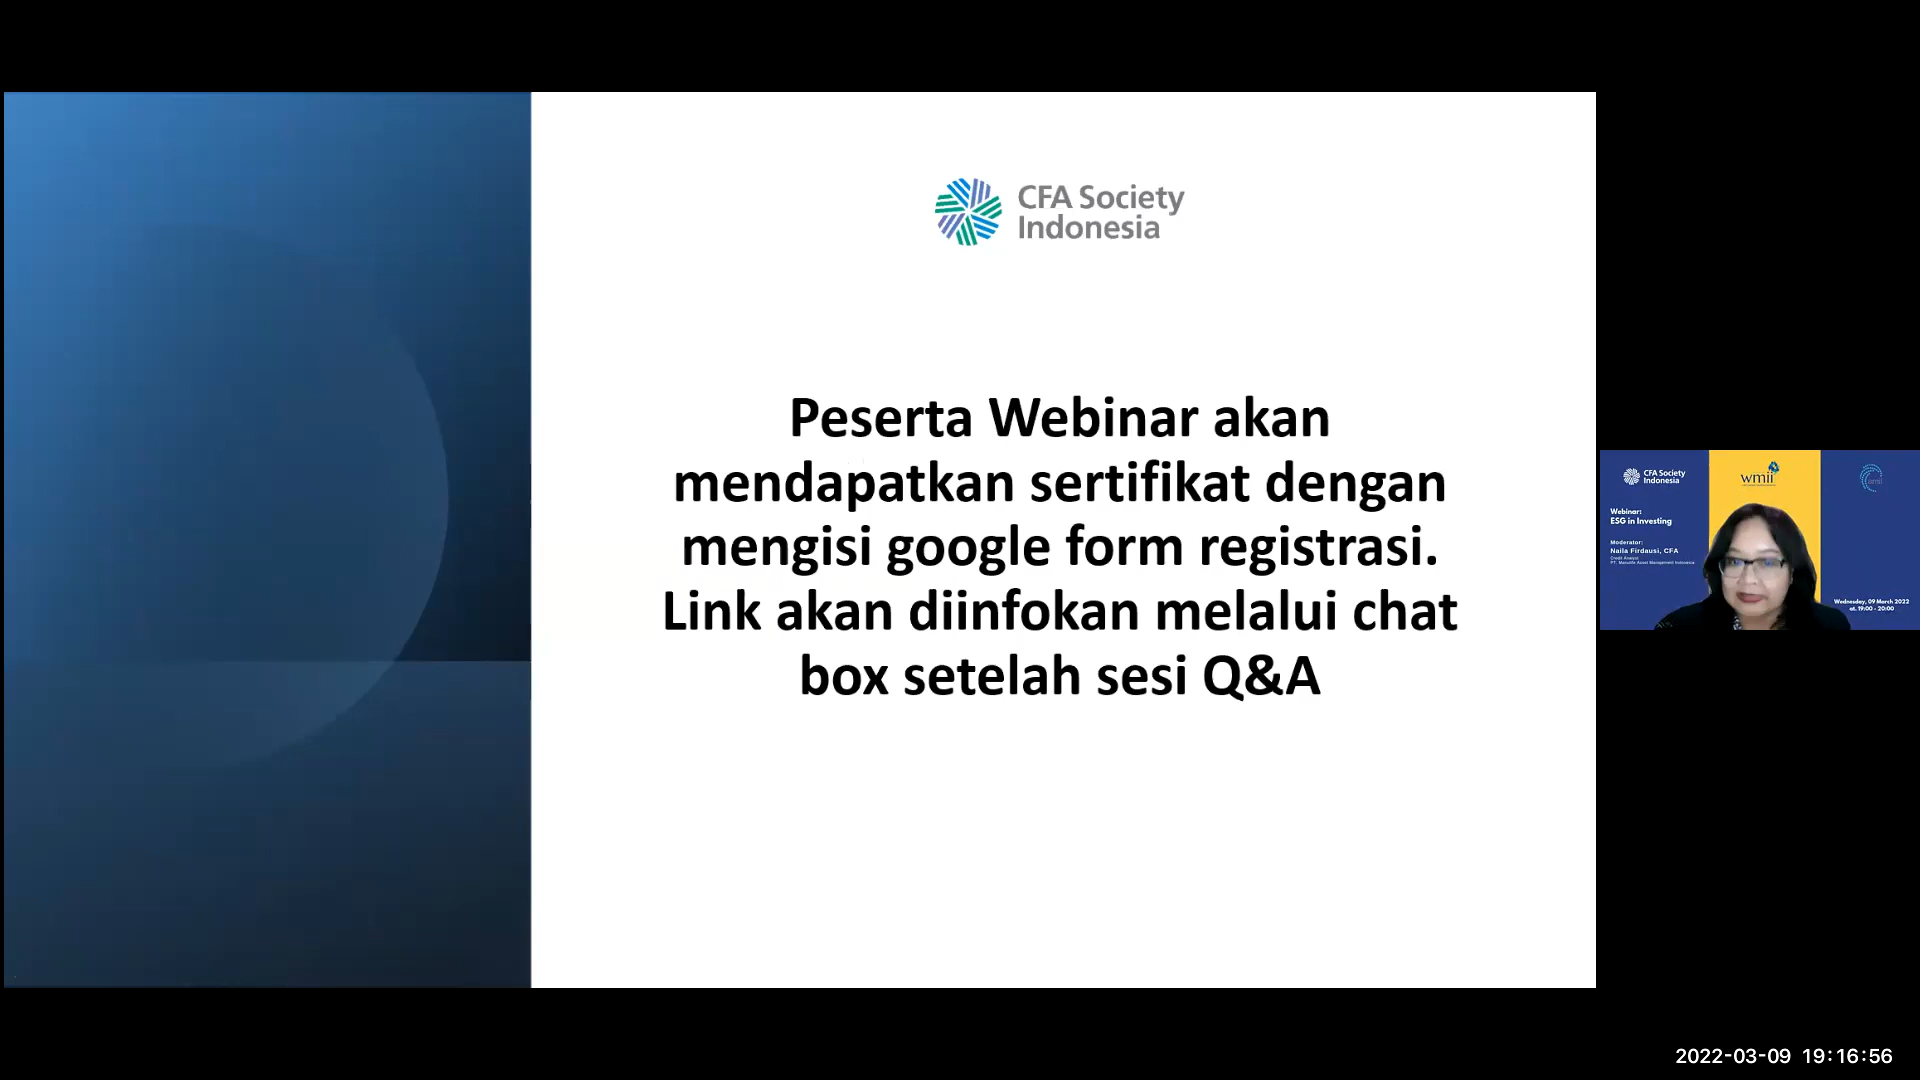 CFA Society
Indonesia
Peserta Webinar akan
mendapatkan sertifikat dengan
mengisi google form registrasi.
Link akan diinfokan melalui chat
box setelah sesi Q&A
CFA Society
Indonesia
wmii
Webinar:
ESG in Investing
Moderator:
Naila Firdausi, CFA
Credit Analyst
PT. Manulife Asset Management Indonesia
Wednesday, 09 March 2022
at. 19:00 - 20:00
2022-03-09 19:16:56